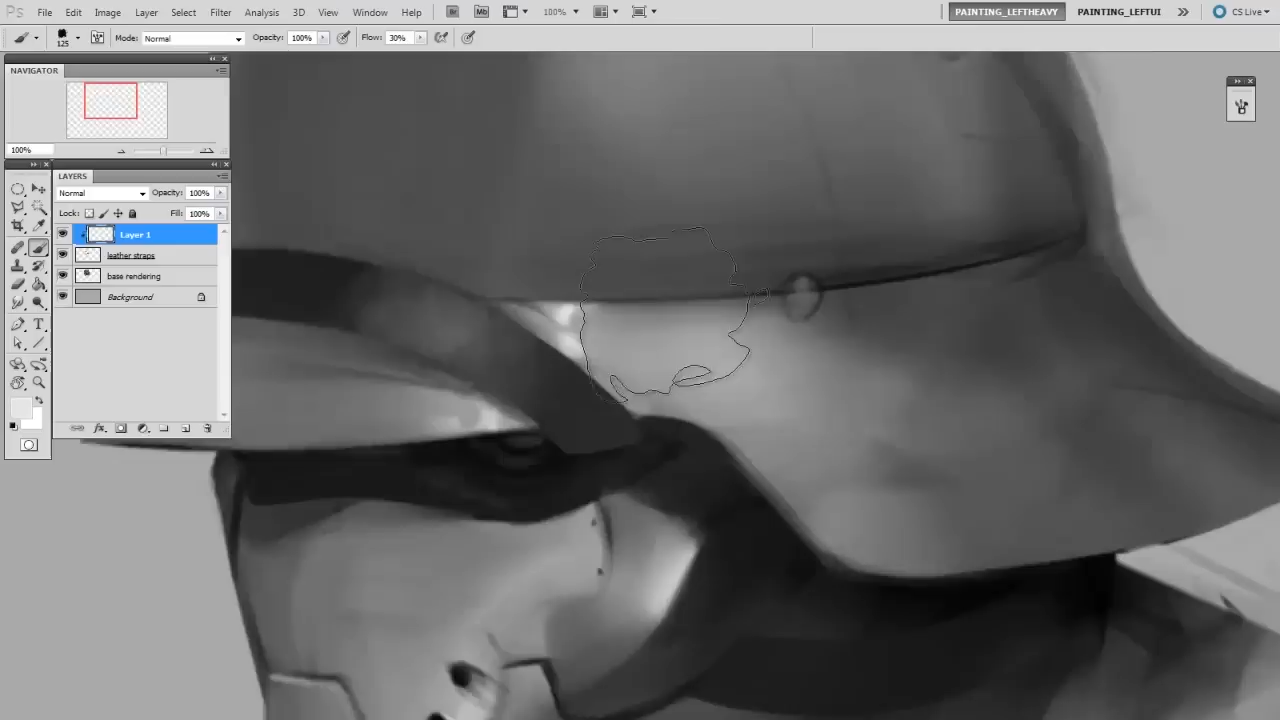 Ps File Edit Image Layer Select Filter Analysis 3D View Window Help Br Mb 100% PAINTING_LEFTHEAVY PAINTING_LEFTUI CS Live
125 Mode: Normal Opacity: 100% Flow: 30%
NAVIGATOR
100%
LAYERS
Normal Opacity: 100%
Lock: Fill: 100%
Layer 1
leather straps
base rendering
Background